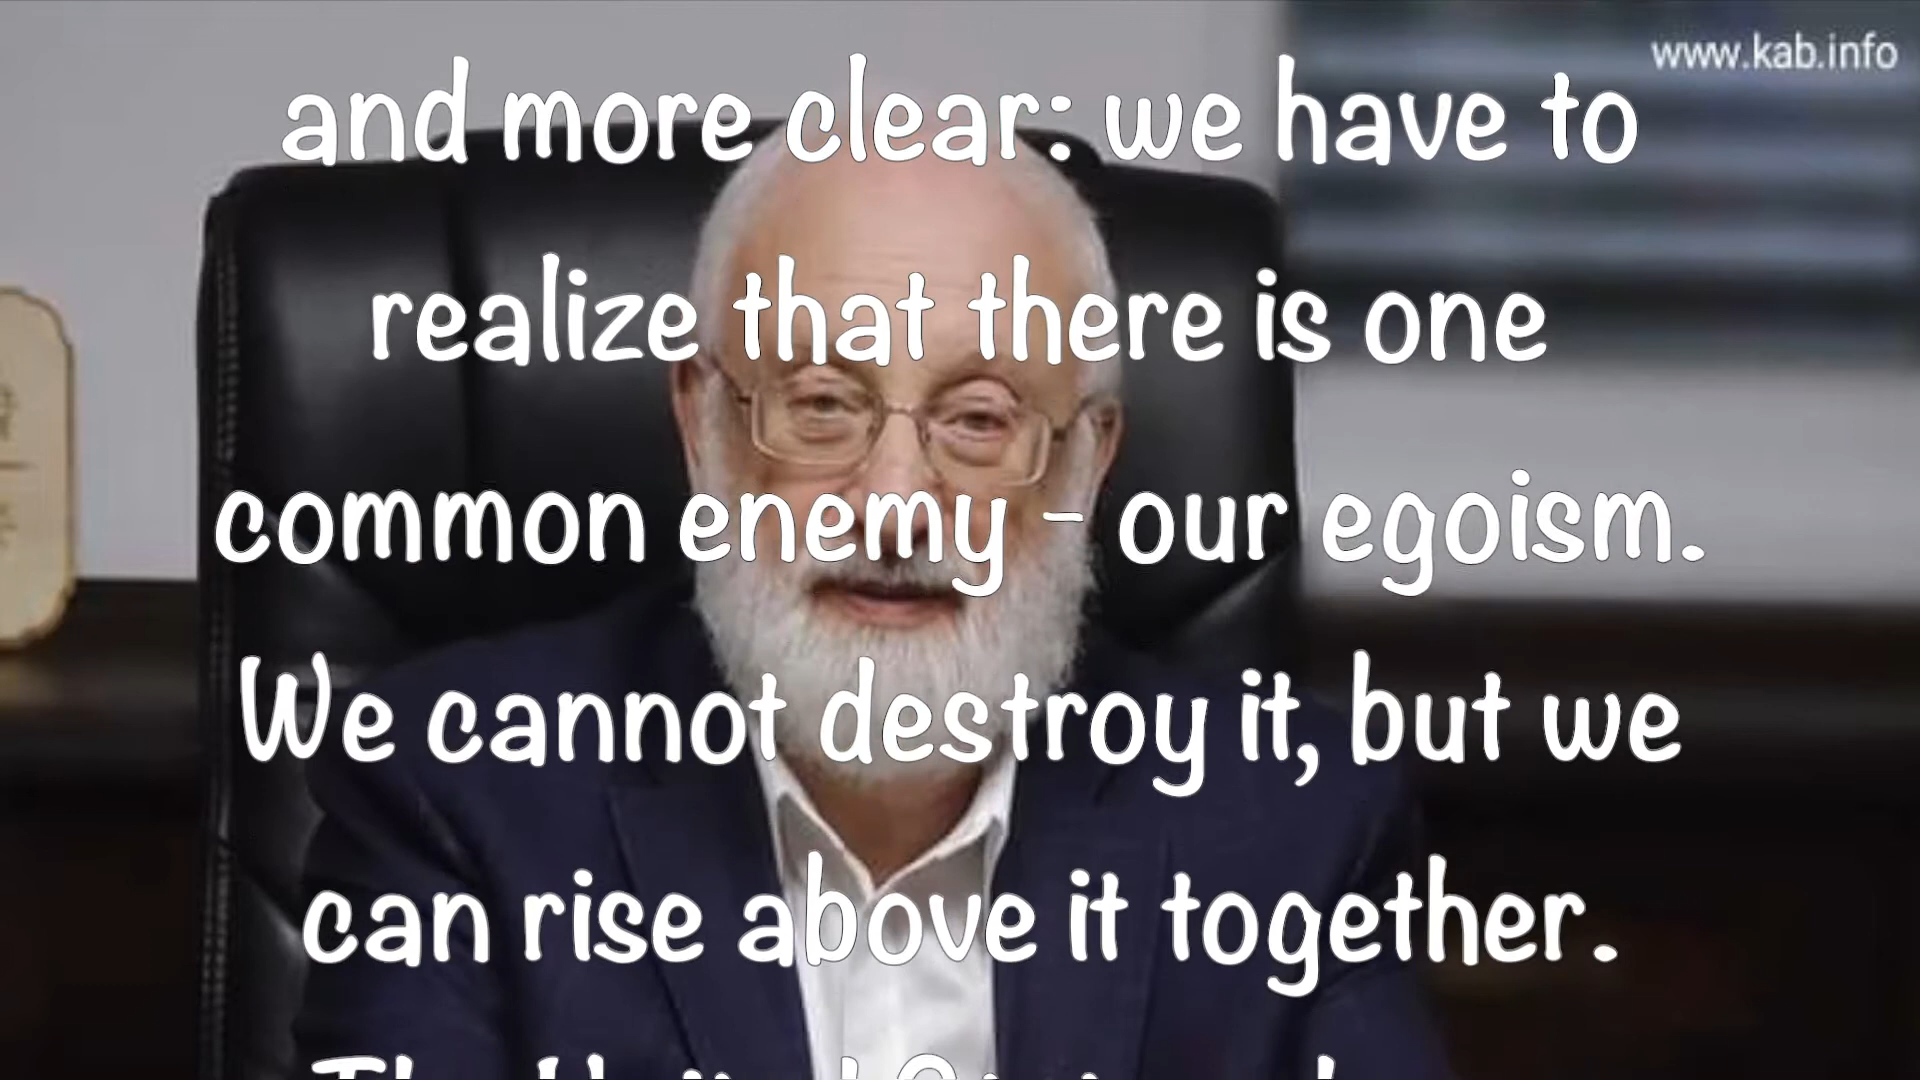 www.kab.info
and more clear: we have to
realize that there is one
common enemy - our egoism.
We cannot destroy it, but we
can rise above it together.